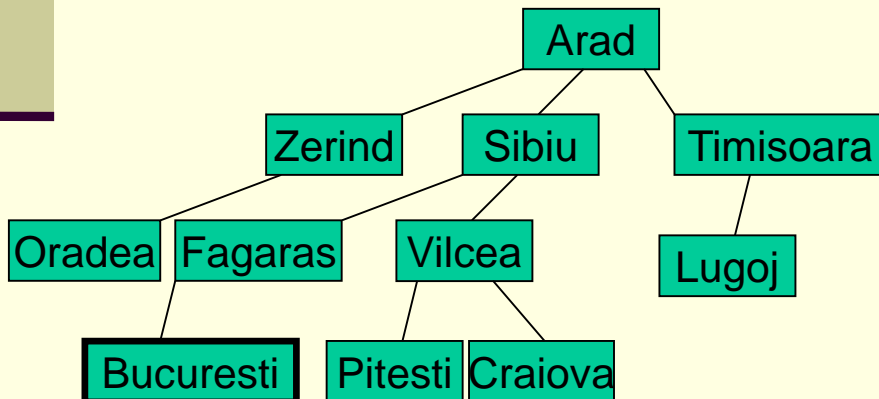 Arad
Zerind
Sibiu
Timisoara
Oradea
Fagaras
Vilcea
Lugoj
Bucuresti
Pitesti
Craiova